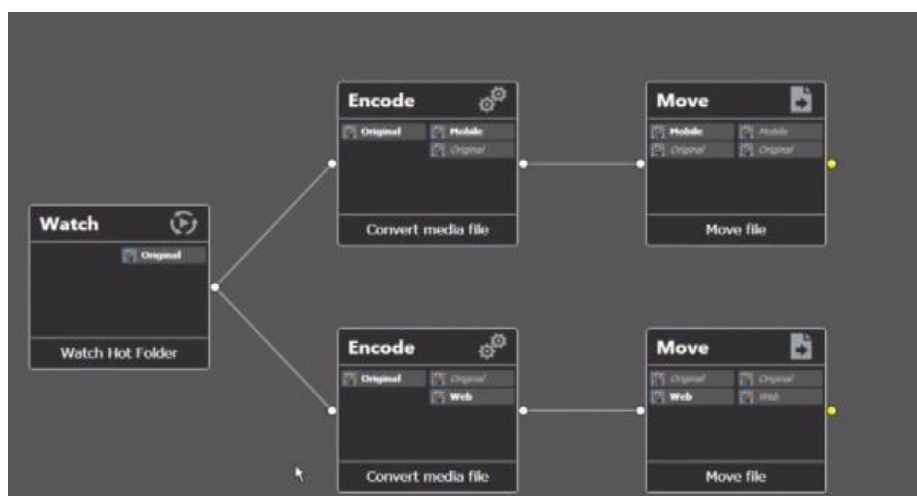 Encode
Original Mobile
Original
Convert media file
Move
Mobile Mobile
Original Original
Move file
Watch
Original
Watch Hot Folder
Encode
Original Original
Web
Convert media file
Move
Original Original
Web Web
Move file